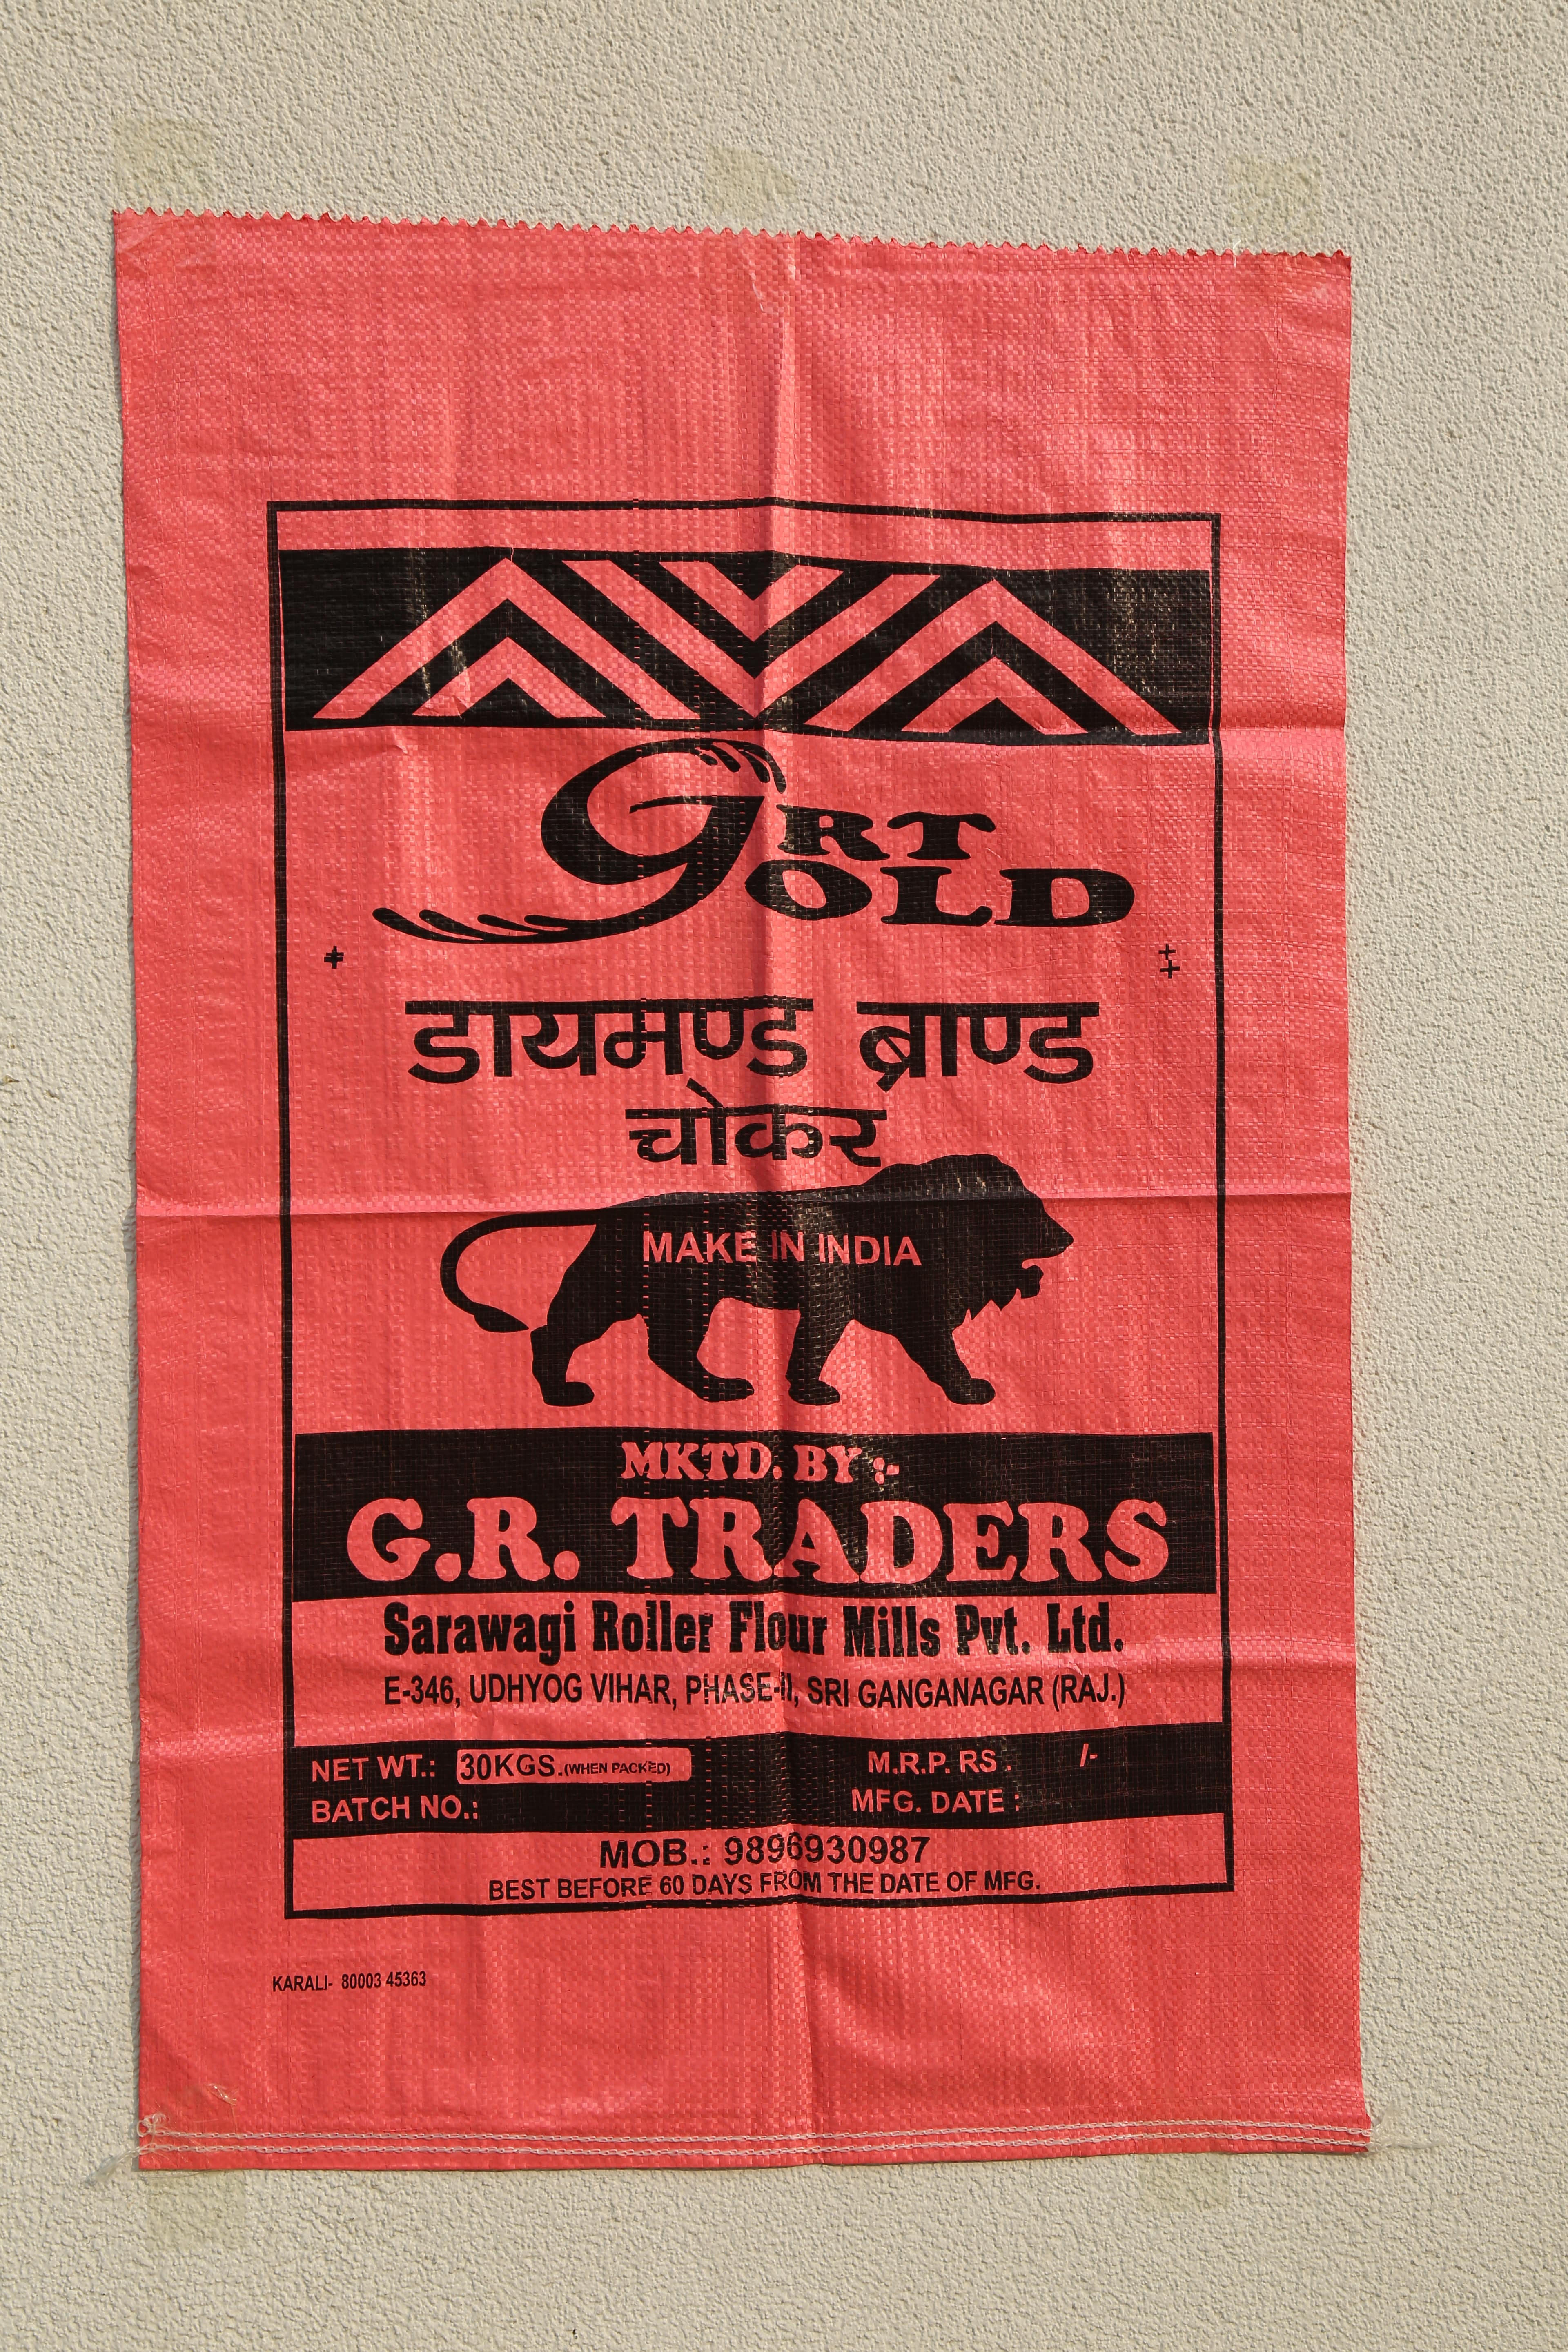 GRT
GOLD
डायमण्ड ब्राण्ड
चोकर
MAKE IN INDIA
MKTD. BY :-
G.R. TRADERS
Sarawagi Roller Flour Mills Pvt. Ltd.
E-346, UDHYOG VIHAR, PHASE-II, SRI GANGANAGAR (RAJ.)
NET WT.: 30KGS.(WHEN PACKED) M.R.P. RS : /-
BATCH NO.: MFG. DATE :
MOB.: 9896930987
BEST BEFORE 60 DAYS FROM THE DATE OF MFG.
KARALI- 80003 45363